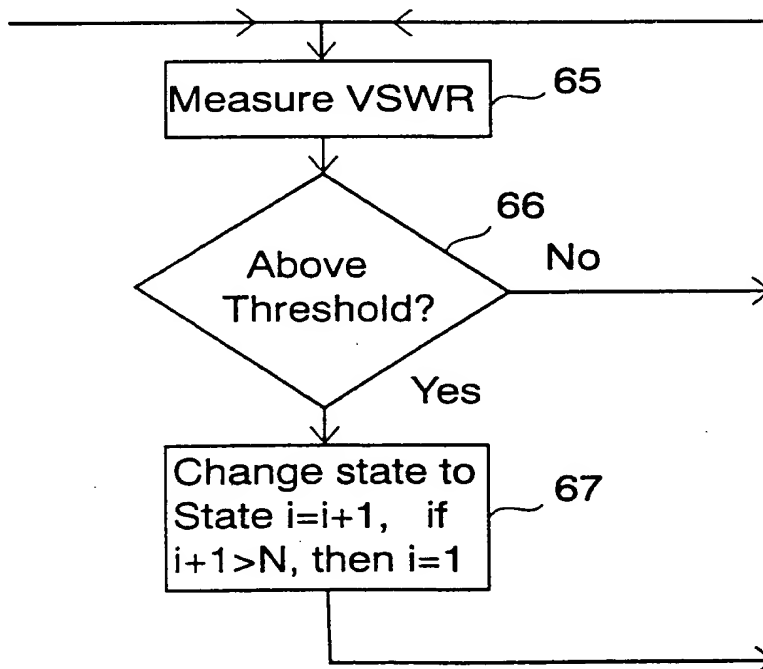 Measure VSWR
65
66
Above
Threshold?
No
Yes
Change state to
State i=i+1, if
i+1>N, then i=1
67